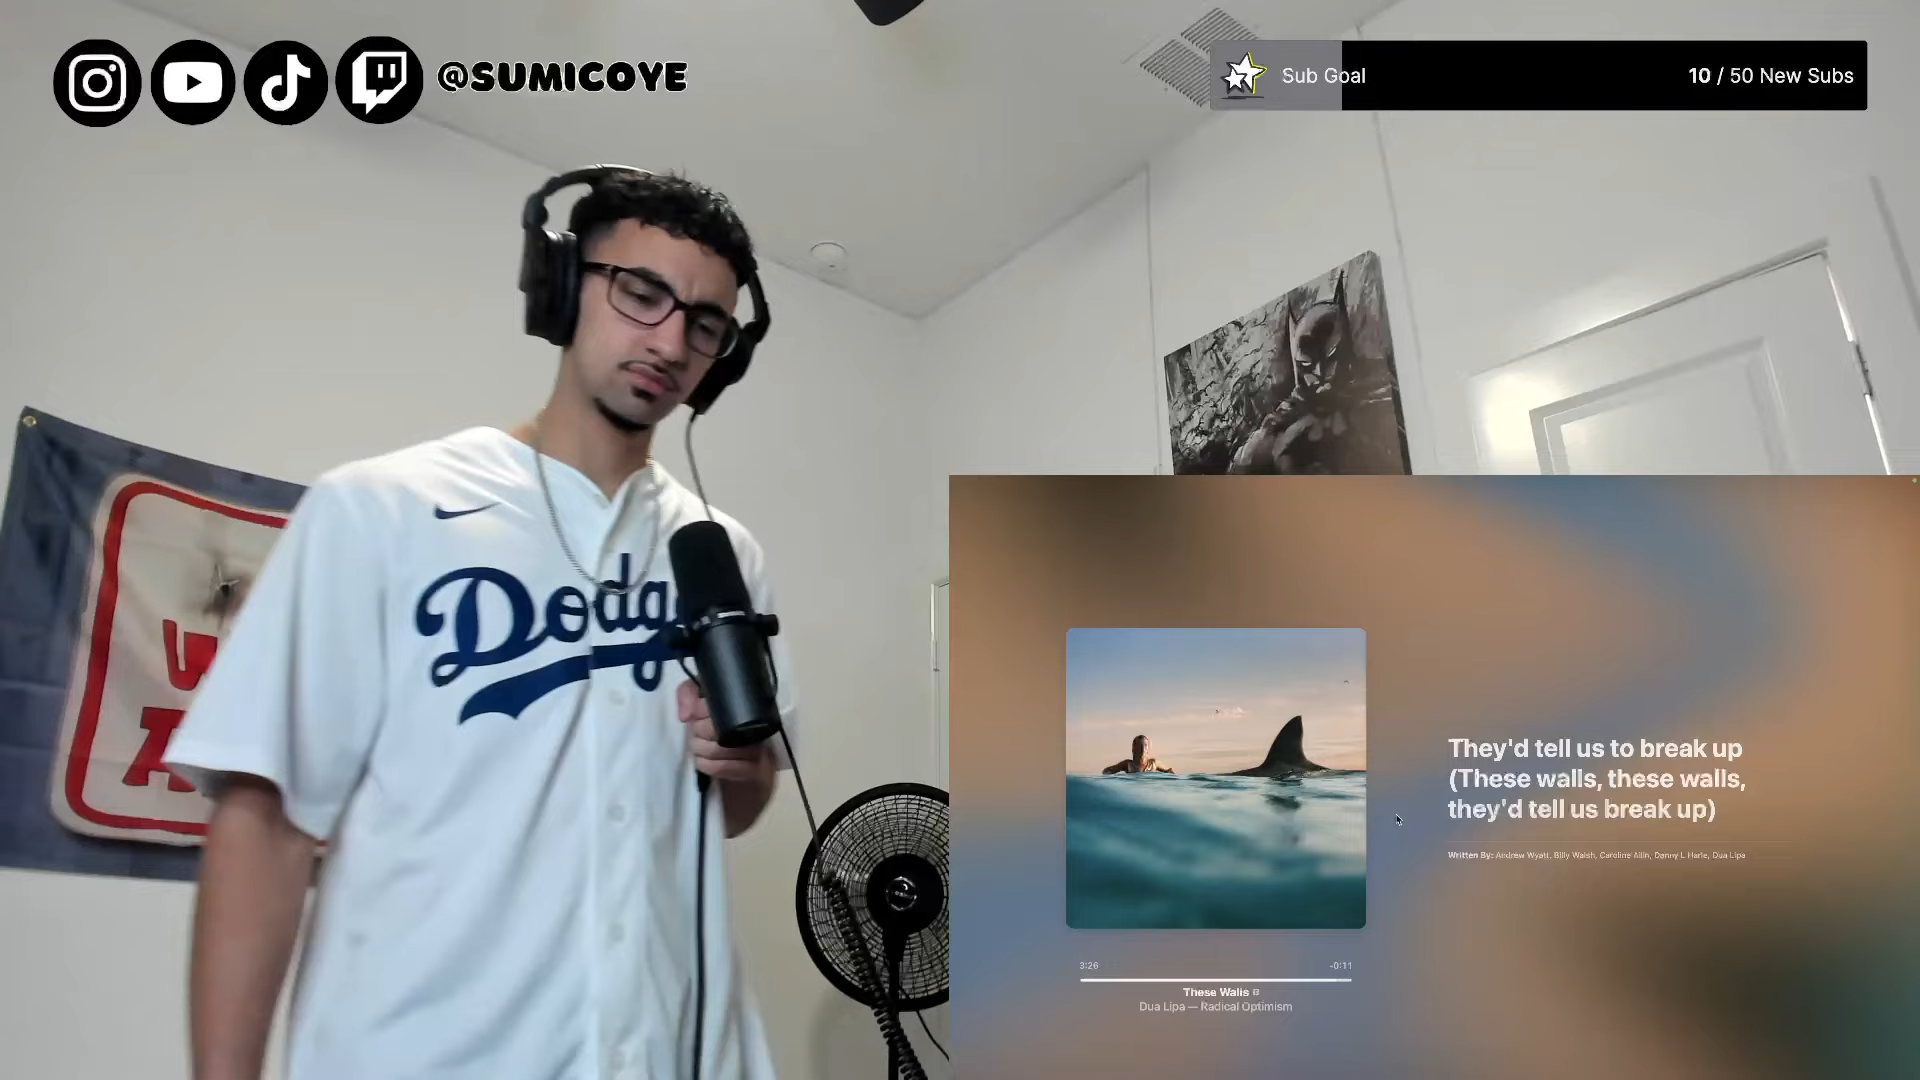 @SUMICOYE
Sub Goal
10 / 50 New Subs
Dodg
They'd tell us to break up
(These walls, these walls,
they'd tell us break up)
Written By: Andrew Wyatt, Billy Walsh, Caroline Ailin, Danny L Harle, Dua Lipa
3:26
-0:11
These Walls
Dua Lipa — Radical Optimism